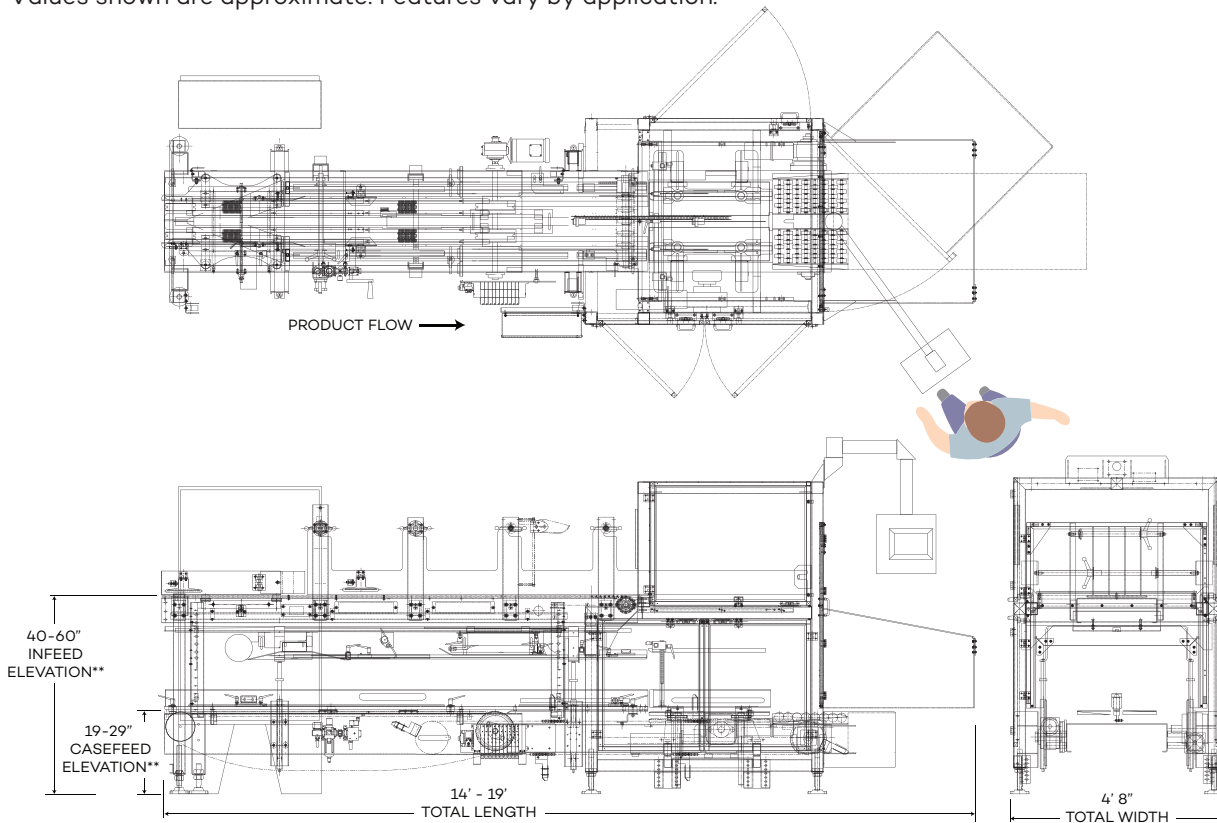 Values shown are approximate. Features vary by application.
PRODUCT FLOW
40-60”
INFEED
ELEVATION**
19-29”
CASEFEED
ELEVATION**
14’ - 19’
TOTAL LENGTH
4’ 8”
TOTAL WIDTH